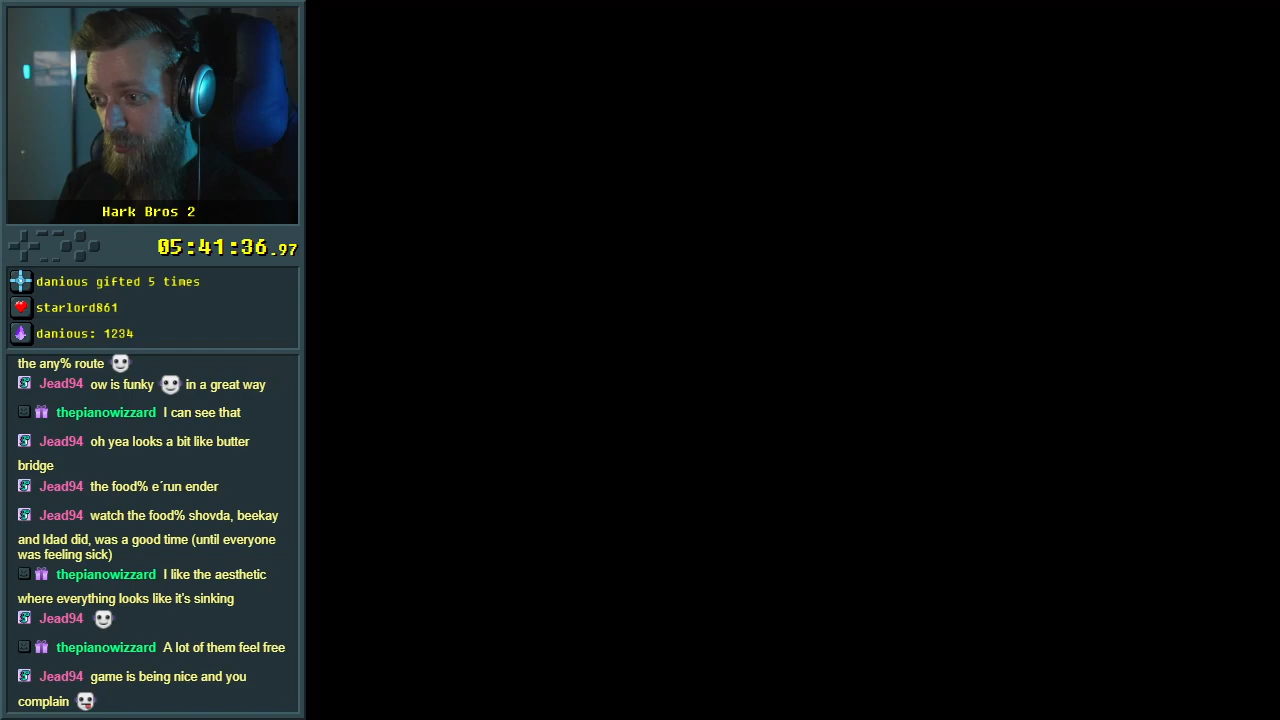 Hark Bros 2
05:41:36.97
danious gifted 5 times
starlord861
danious: 1234
the any% route
Jead94 ow is funky in a great way
thepianowizzard I can see that
Jead94 oh yea looks a bit like butter
bridge
Jead94 the food% e´run ender
Jead94 watch the food% shovda, beekay
and ldad did, was a good time (until everyone
was feeling sick)
thepianowizzard I like the aesthetic
where everything looks like it's sinking
Jead94
thepianowizzard A lot of them feel free
Jead94 game is being nice and you
complain